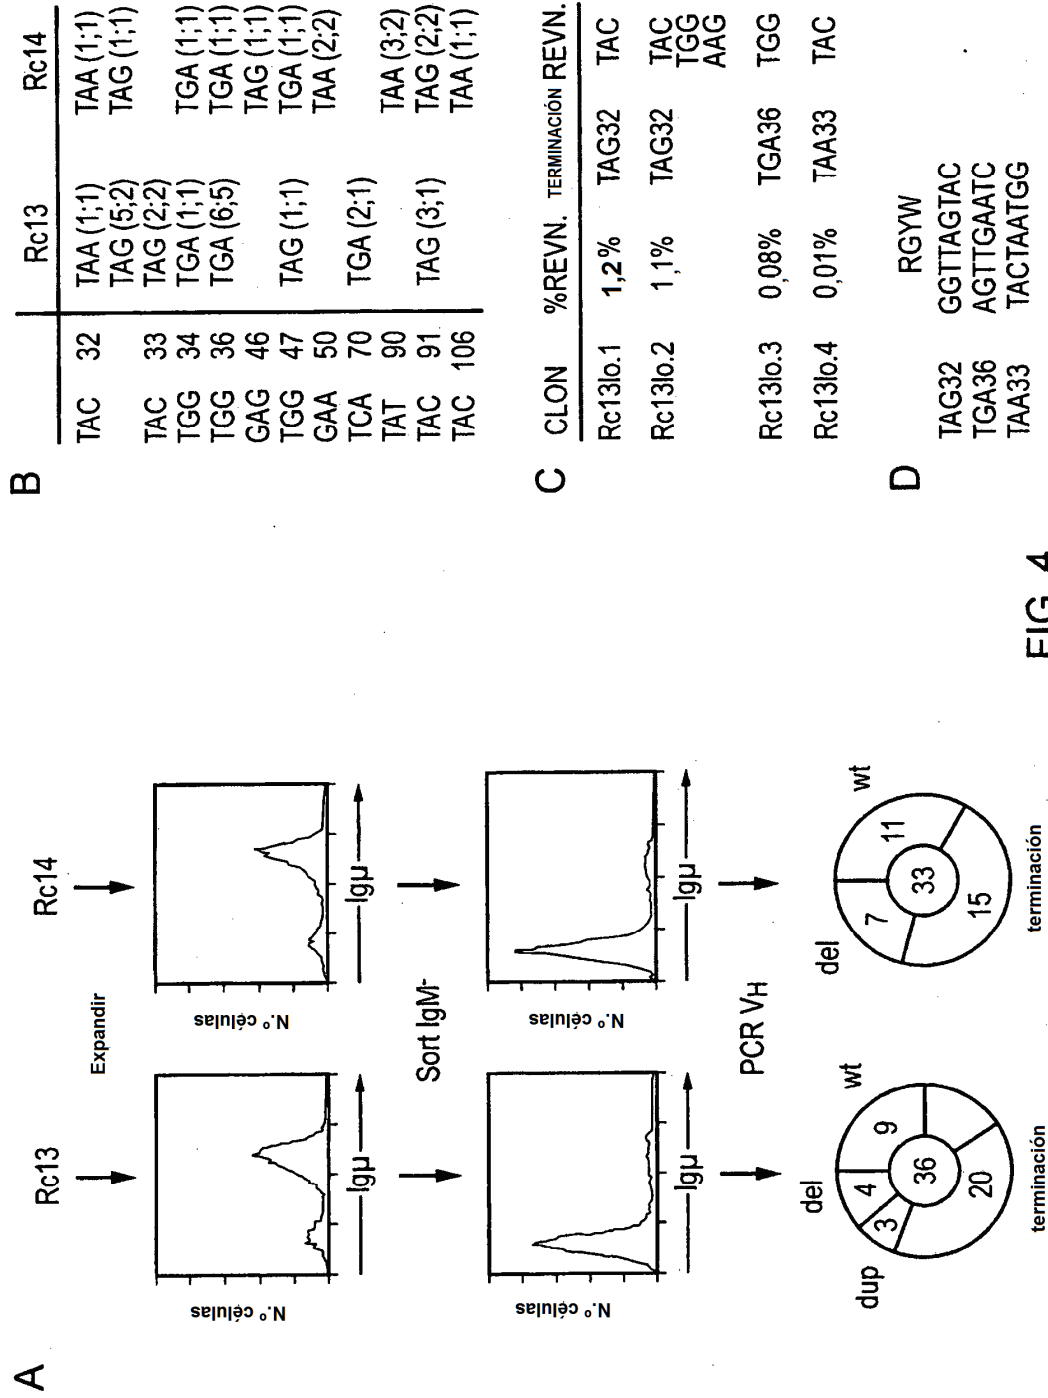 A
Rc13 Rc14
Expandir
N.º células N.º células
Igµ Igµ
Sort IgM-
N.º células N.º células
Igµ Igµ
PCR VH
dup del wt
3 4 9
36
20
terminación
del wt
7 11
33
15
terminación
B
Rc13 Rc14
TAC 32 TAA (1;1) TAA (1;1)
TAG (5;2) TAG (1;1)
TAC 33 TAG (2;2)
TGG 34 TGA (1;1) TGA (1;1)
TGG 36 TGA (6;5) TGA (1;1)
GAG 46 TAG (1;1)
TGG 47 TAG (1;1) TGA (1;1)
GAA 50 TAA (2;2)
TCA 70 TGA (2;1)
TAT 90 TAA (3;2)
TAC 91 TAG (3;1) TAG (2;2)
TAC 106 TAA (1;1)
C
CLON %REVN. TERMINACIÓN REVN.
Rc13lo.1 1,2% TAG32 TAC
Rc13lo.2 1,1% TAG32 TAC
TGG
AAG
Rc13lo.3 0,08% TGA36 TGG
Rc13lo.4 0,01% TAA33 TAC
D
RGYW
TAG32 GGTTAGTAC
TGA36 AGTTGAATC
TAA33 TACTAATGG
FIG. 4